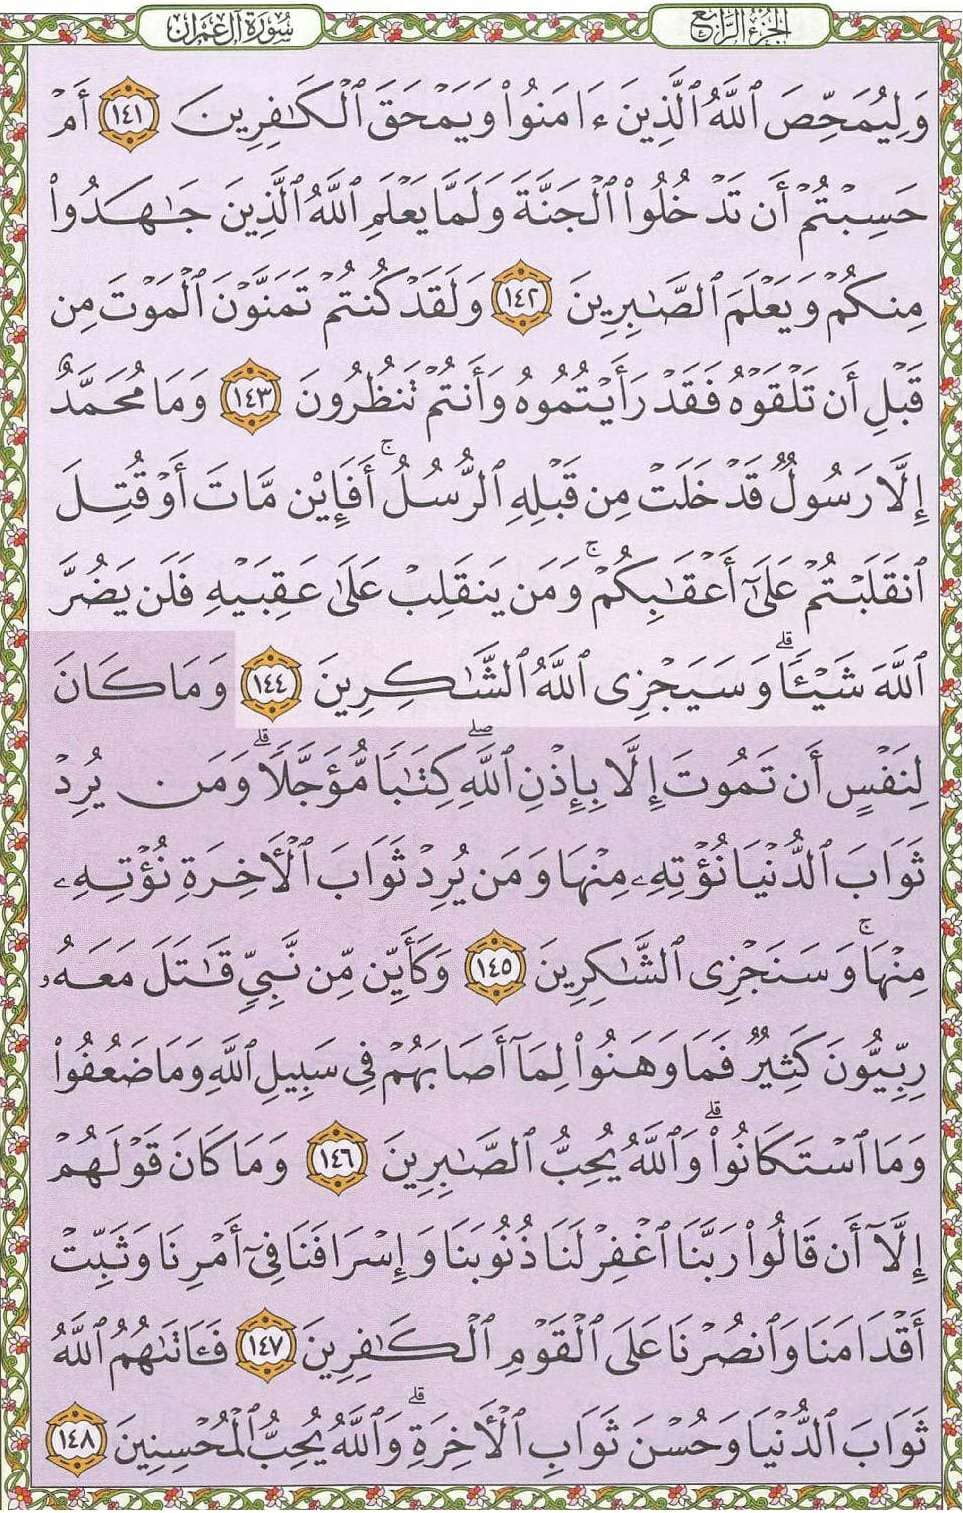 الجزء الرابع
سورة آل عمران
وَلِيُمَحِّصَ ٱللَّهُ ٱلَّذِينَ ءَامَنُوا۟ وَيَمْحَقَ ٱلْكَـٰفِرِينَ ١٤١ أَمْ
حَسِبْتُمْ أَن تَدْخُلُوا۟ ٱلْجَنَّةَ وَلَمَّا يَعْلَمِ ٱللَّهُ ٱلَّذِينَ جَـٰهَدُوا۟
مِنكُمْ وَيَعْلَمَ ٱلصَّـٰبِرِينَ ١٤٢ وَلَقَدْ كُنتُمْ تَمَنَّوْنَ ٱلْمَوْتَ مِن
قَبْلِ أَن تَلْقَوْهُ فَقَدْ رَأَيْتُمُوهُ وَأَنتُمْ تَنظُرُونَ ١٤٣ وَمَا مُحَمَّدٌ
إِلَّا رَسُولٌ قَدْ خَلَتْ مِن قَبْلِهِ ٱلرُّسُلُ ۚ أَفَإِي۟ن مَّاتَ أَوْ قُتِلَ
ٱنقَلَبْتُمْ عَلَىٰٓ أَعْقَـٰبِكُمْ ۚ وَمَن يَنقَلِبْ عَلَىٰ عَقِبَيْهِ فَلَن يَضُرَّ
ٱللَّهَ شَيْـًٔا ۗ وَسَيَجْزِى ٱللَّهُ ٱلشَّـٰكِرِينَ ١٤٤ وَمَا كَانَ
لِنَفْسٍ أَن تَمُوتَ إِلَّا بِإِذْنِ ٱللَّهِ ۖ كِتَـٰبًا مُّؤَجَّلًا ۗ وَمَن يُرِدْ
ثَوَابَ ٱلدُّنْيَا نُؤْتِهِۦ مِنْهَا وَمَن يُرِدْ ثَوَابَ ٱلْـَٔاخِرَةِ نُؤْتِهِۦ
مِنْهَا ۚ وَسَنَجْزِى ٱلشَّـٰكِرِينَ ١٤٥ وَكَأَيِّن مِّن نَّبِىٍّ قَـٰتَلَ مَعَهُۥ
رِبِّيُّونَ كَثِيرٌ فَمَا وَهَنُوا۟ لِمَآ أَصَابَهُمْ فِى سَبِيلِ ٱللَّهِ وَمَا ضَعُفُوا۟
وَمَا ٱسْتَكَانُوا۟ ۗ وَٱللَّهُ يُحِبُّ ٱلصَّـٰبِرِينَ ١٤٦ وَمَا كَانَ قَوْلَهُمْ
إِلَّآ أَن قَالُوا۟ رَبَّنَا ٱغْفِرْ لَنَا ذُنُوبَنَا وَإِسْرَافَنَا فِىٓ أَمْرِنَا وَثَبِّتْ
أَقْدَامَنَا وَٱنصُرْنَا عَلَى ٱلْقَوْمِ ٱلْكَـٰفِرِينَ ١٤٧ فَـَٔاتَىٰهُمُ ٱللَّهُ
ثَوَابَ ٱلدُّنْيَا وَحُسْنَ ثَوَابِ ٱلْـَٔاخِرَةِ ۗ وَٱللَّهُ يُحِبُّ ٱلْمُحْسِنِينَ ١٤٨